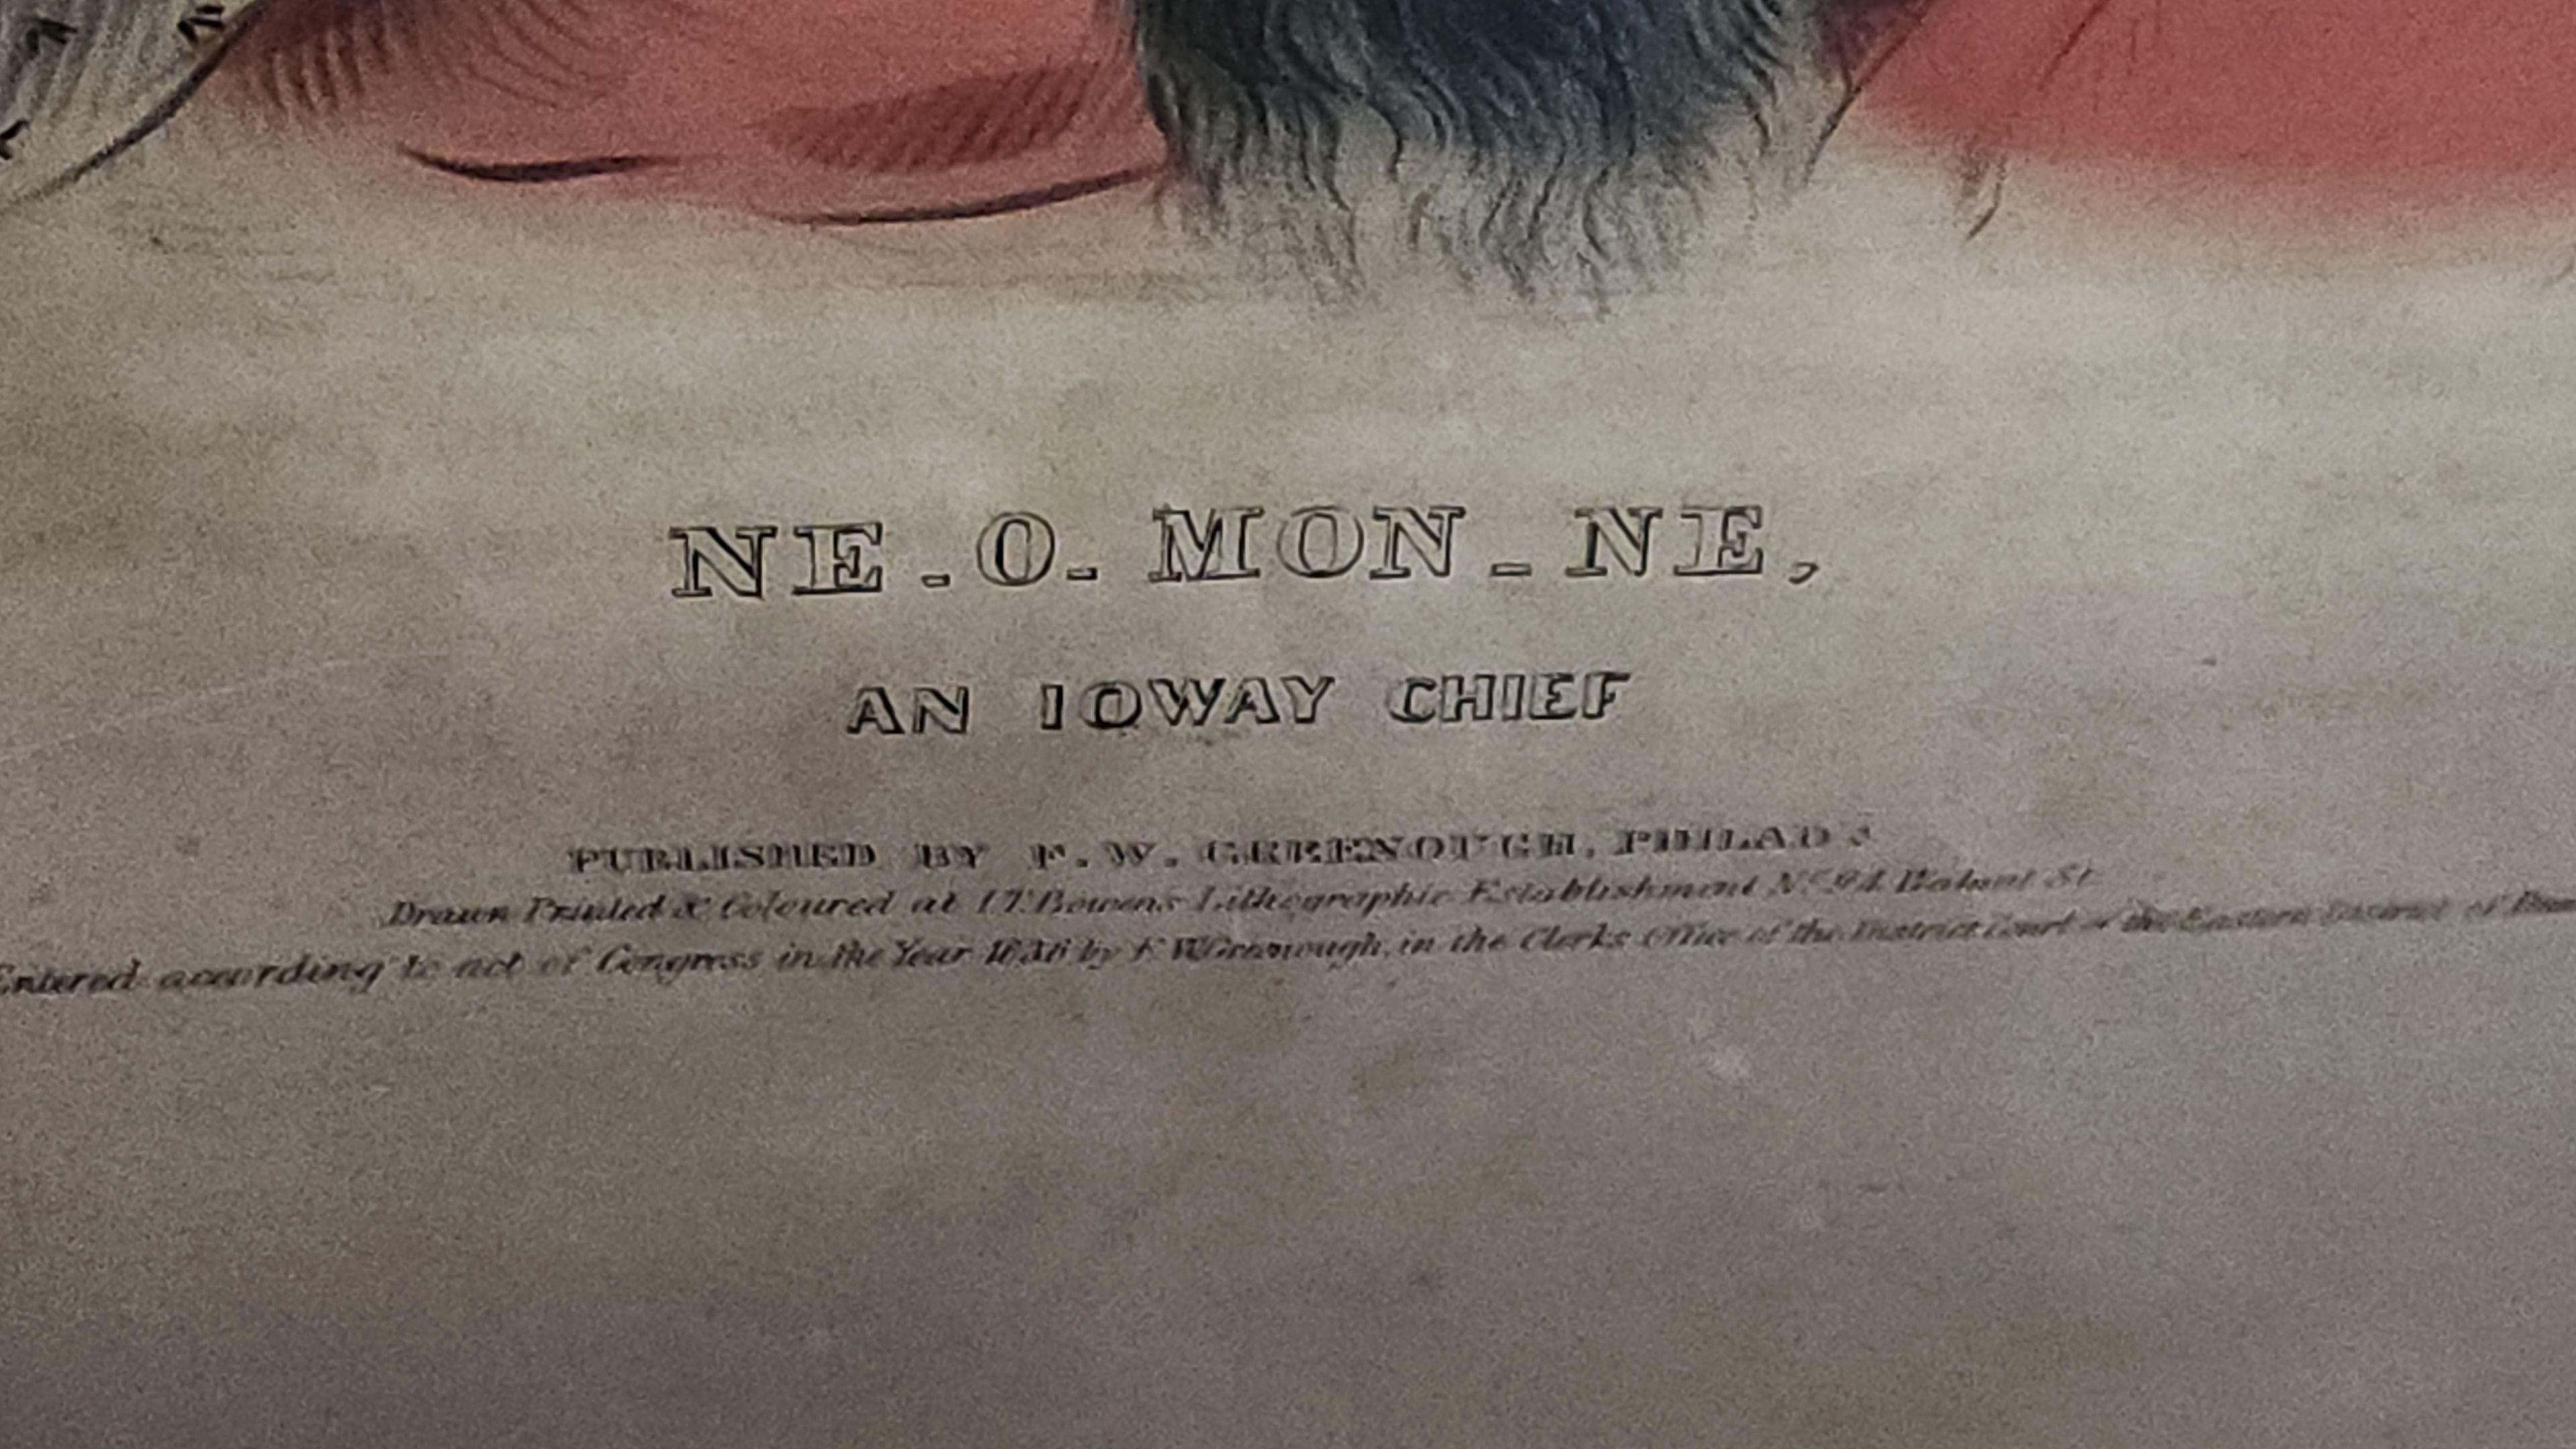 NE-O-MON-NE,
AN IOWAY CHIEF
PUBLISHED BY F.W. GREENOUGH, PHILADA
Drawn Printed & Coloured at I.T. Bowens Lithographic Establishment No 94 Walnut St
Entered according to act of Congress in the Year 1838 by F.W. Greenough, in the Clerks Office of the District Court of the Eastern District of